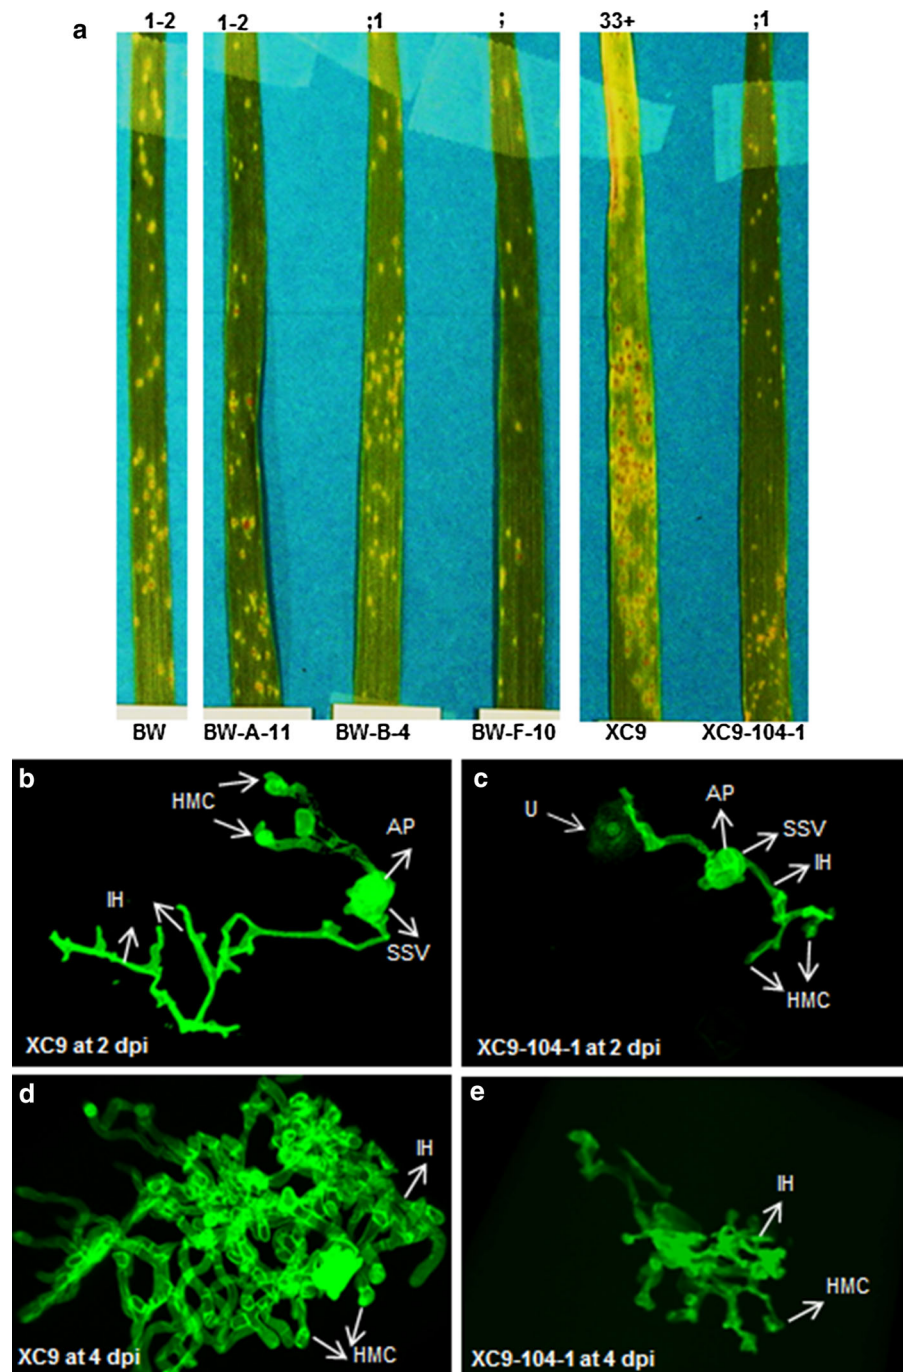 a
1-2 1-2 ;1 ; 33+ ;1
BW BW-A-11 BW-B-4 BW-F-10 XC9 XC9-104-1
b
HMC
AP
IH
SSV
XC9 at 2 dpi
c
U
AP
SSV
IH
HMC
XC9-104-1 at 2 dpi
d
IH
HMC
XC9 at 4 dpi
e
IH
HMC
XC9-104-1 at 4 dpi